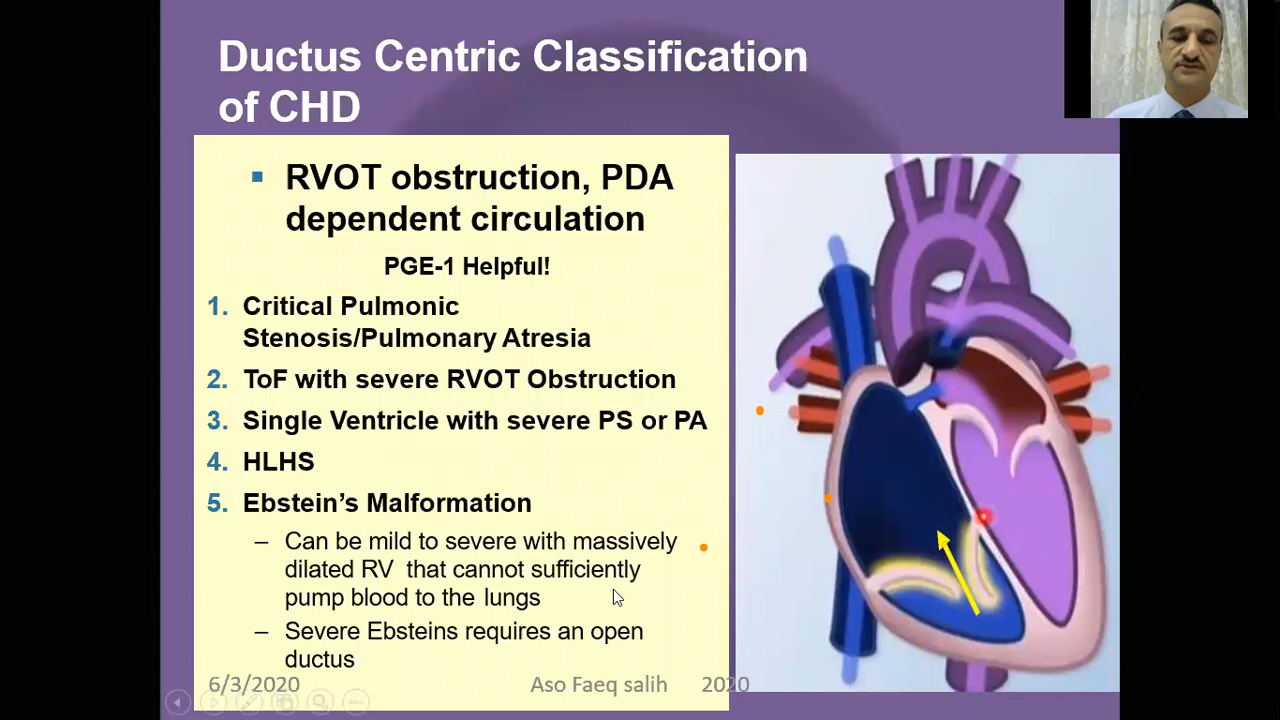 Ductus Centric Classification
of CHD
▪ RVOT obstruction, PDA
dependent circulation
PGE-1 Helpful!
1. Critical Pulmonic
Stenosis/Pulmonary Atresia
2. ToF with severe RVOT Obstruction
3. Single Ventricle with severe PS or PA
4. HLHS
5. Ebstein’s Malformation
– Can be mild to severe with massively
dilated RV that cannot sufficiently
pump blood to the lungs
– Severe Ebsteins requires an open
ductus
6/3/2020 Aso Faeq salih 2020